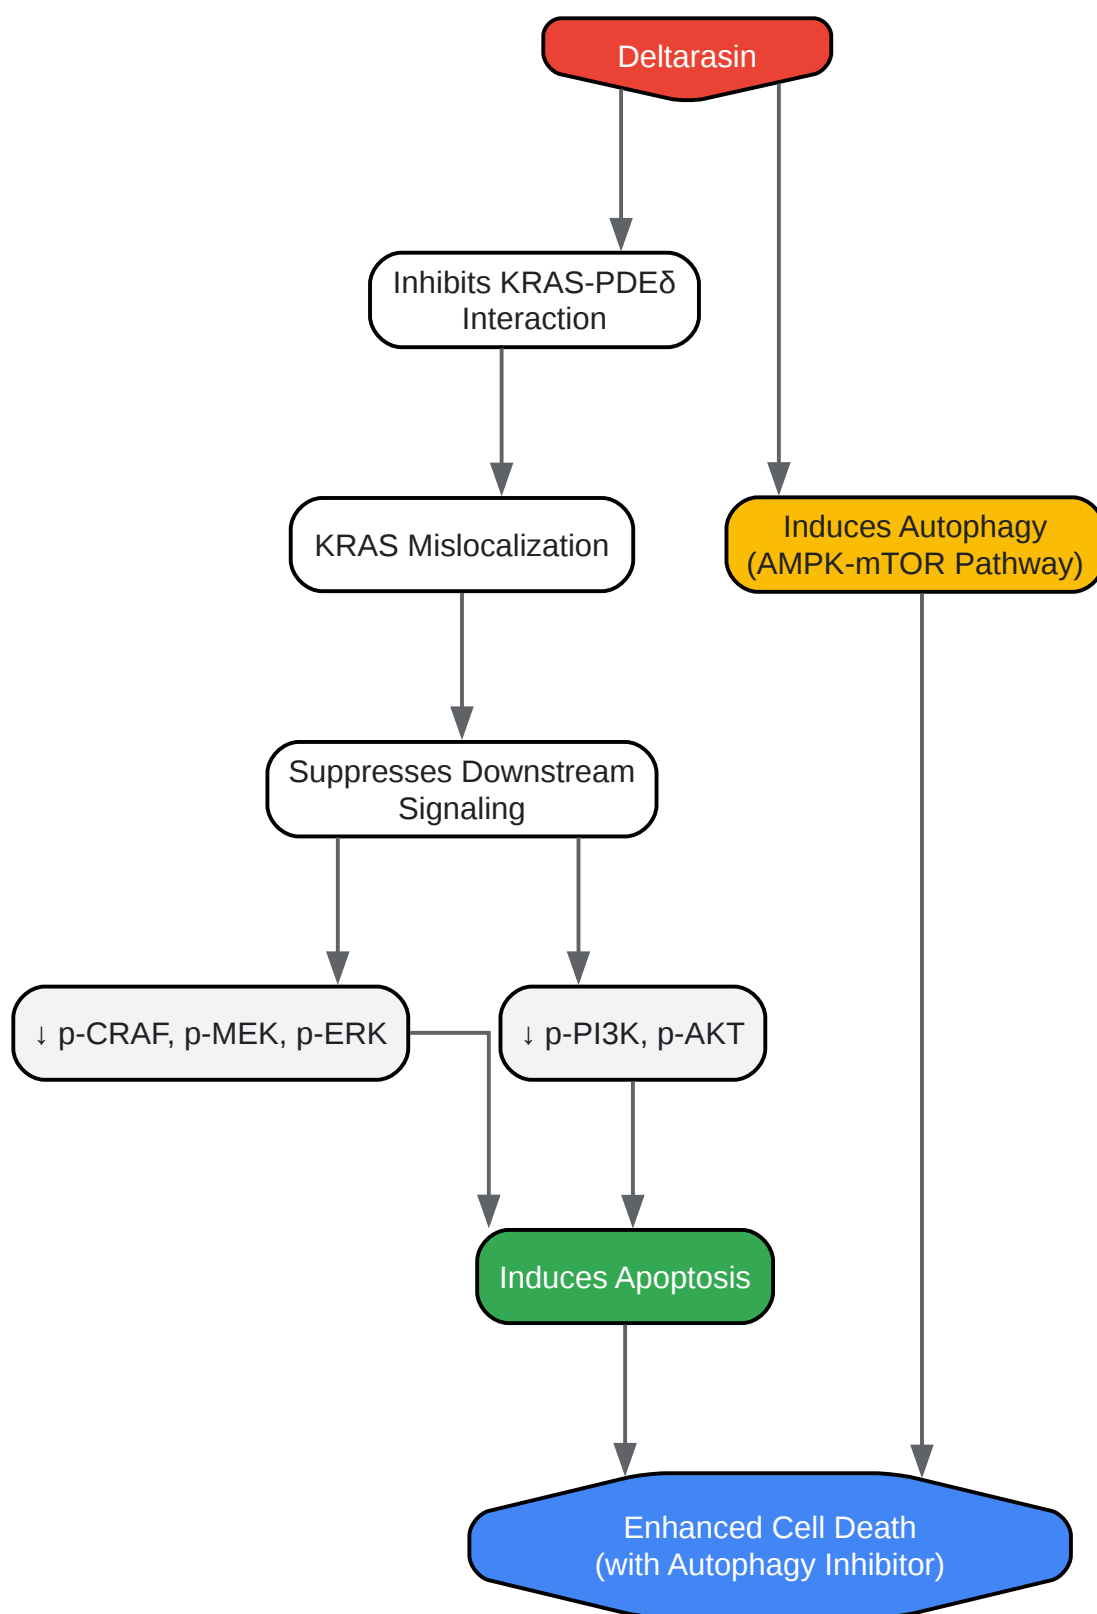 Deltarasin
Inhibits KRAS-PDEδ
Interaction
KRAS Mislocalization
Induces Autophagy
(AMPK-mTOR Pathway)
Suppresses Downstream
Signaling
↓ p-CRAF, p-MEK, p-ERK
↓ p-PI3K, p-AKT
Induces Apoptosis
Enhanced Cell Death
(with Autophagy Inhibitor)